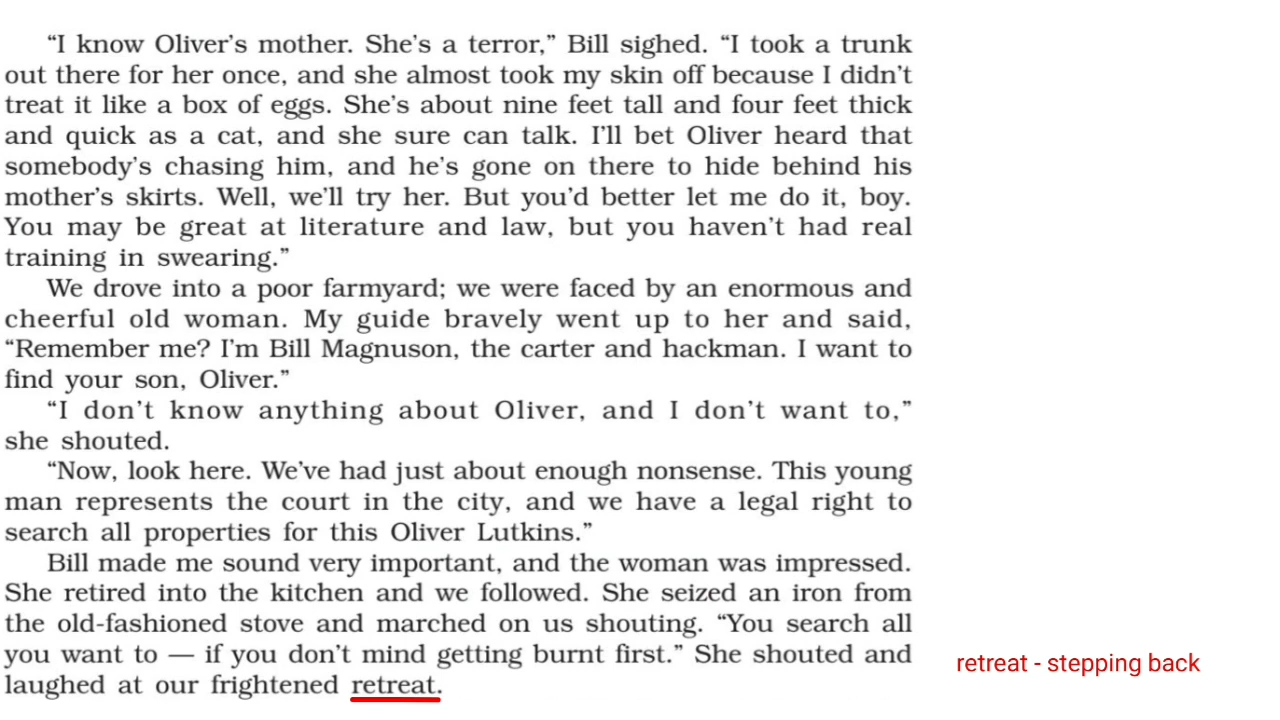 “I know Oliver’s mother. She’s a terror,” Bill sighed. “I took a trunk
out there for her once, and she almost took my skin off because I didn’t
treat it like a box of eggs. She’s about nine feet tall and four feet thick
and quick as a cat, and she sure can talk. I’ll bet Oliver heard that
somebody’s chasing him, and he’s gone on there to hide behind his
mother’s skirts. Well, we’ll try her. But you’d better let me do it, boy.
You may be great at literature and law, but you haven’t had real
training in swearing.”
We drove into a poor farmyard; we were faced by an enormous and
cheerful old woman. My guide bravely went up to her and said,
“Remember me? I’m Bill Magnuson, the carter and hackman. I want to
find your son, Oliver.”
“I don’t know anything about Oliver, and I don’t want to,”
she shouted.
“Now, look here. We’ve had just about enough nonsense. This young
man represents the court in the city, and we have a legal right to
search all properties for this Oliver Lutkins.”
Bill made me sound very important, and the woman was impressed.
She retired into the kitchen and we followed. She seized an iron from
the old-fashioned stove and marched on us shouting. “You search all
you want to — if you don’t mind getting burnt first.” She shouted and
laughed at our frightened retreat.
retreat - stepping back